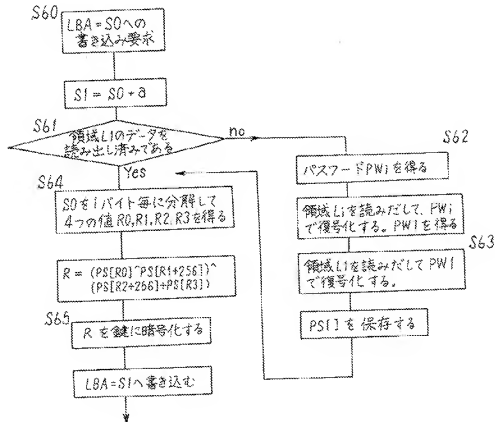 S60
LBA=S0への
書き込み要求
S1 = S0 + a
S61
領域L1のデータを
読み出し済みである
no
Yes
S64
S0を1バイト毎に分解して
4つの値R0,R1,R2,R3を得る
R = (PS[R0]^PS[R1+256])^
(PS[R2+256]+PS[R3])
S65
Rを鍵に暗号化する
LBA=S1へ書き込む
S62
パスワードPWiを得る
領域Liを読みだして、PWi
で復号化する。PW1を得る
S63
領域L1を読みだしてPW1
で復号化する。
PS[]を保存する